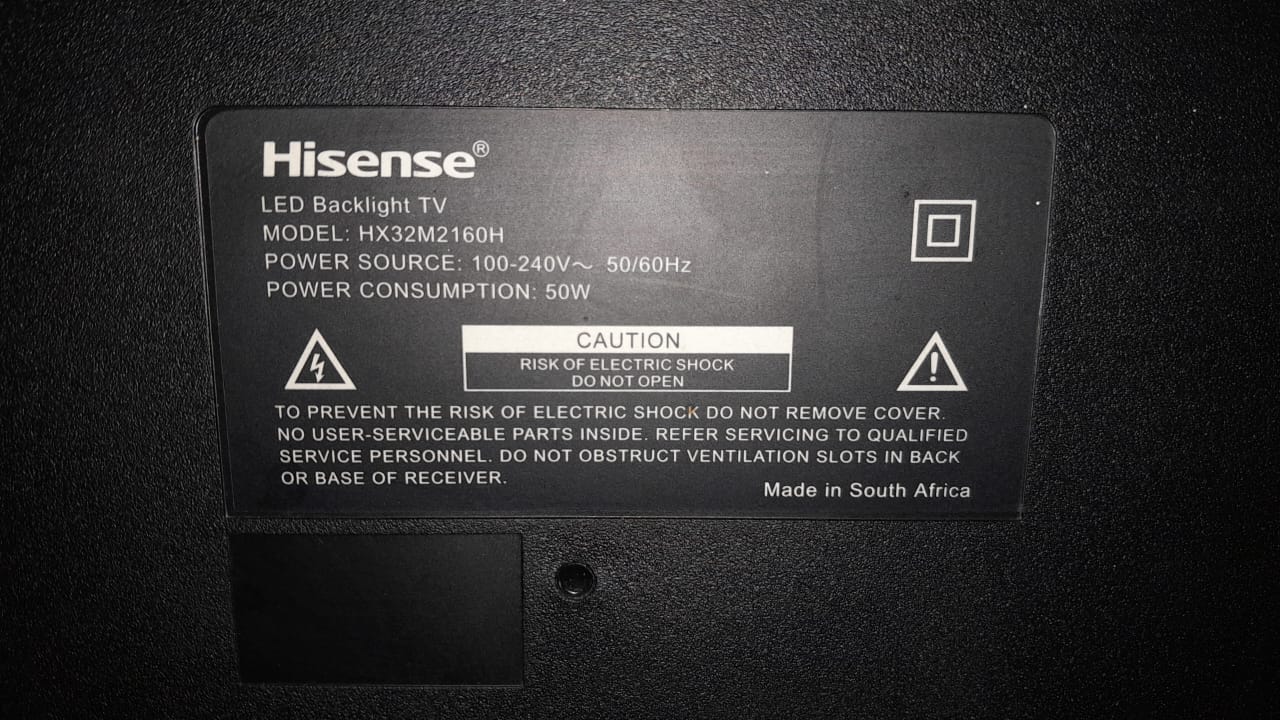 Hisense®
LED Backlight TV
MODEL: HX32M2160H
POWER SOURCE: 100-240V～ 50/60Hz
POWER CONSUMPTION: 50W
CAUTION
RISK OF ELECTRIC SHOCK
DO NOT OPEN
TO PREVENT THE RISK OF ELECTRIC SHOCK DO NOT REMOVE COVER.
NO USER-SERVICEABLE PARTS INSIDE. REFER SERVICING TO QUALIFIED
SERVICE PERSONNEL. DO NOT OBSTRUCT VENTILATION SLOTS IN BACK
OR BASE OF RECEIVER.
Made in South Africa